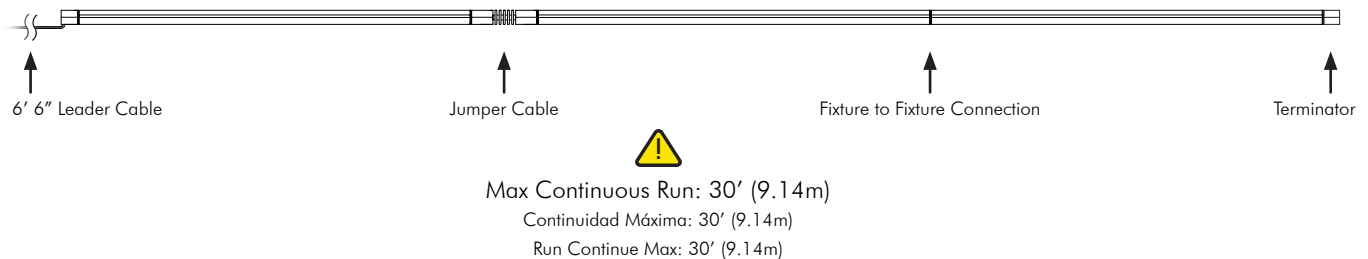 6’ 6” Leader Cable
Jumper Cable
Fixture to Fixture Connection
Terminator
!
Max Continuous Run: 30’ (9.14m)
Continuidad Máxima: 30’ (9.14m)
Run Continue Max: 30’ (9.14m)